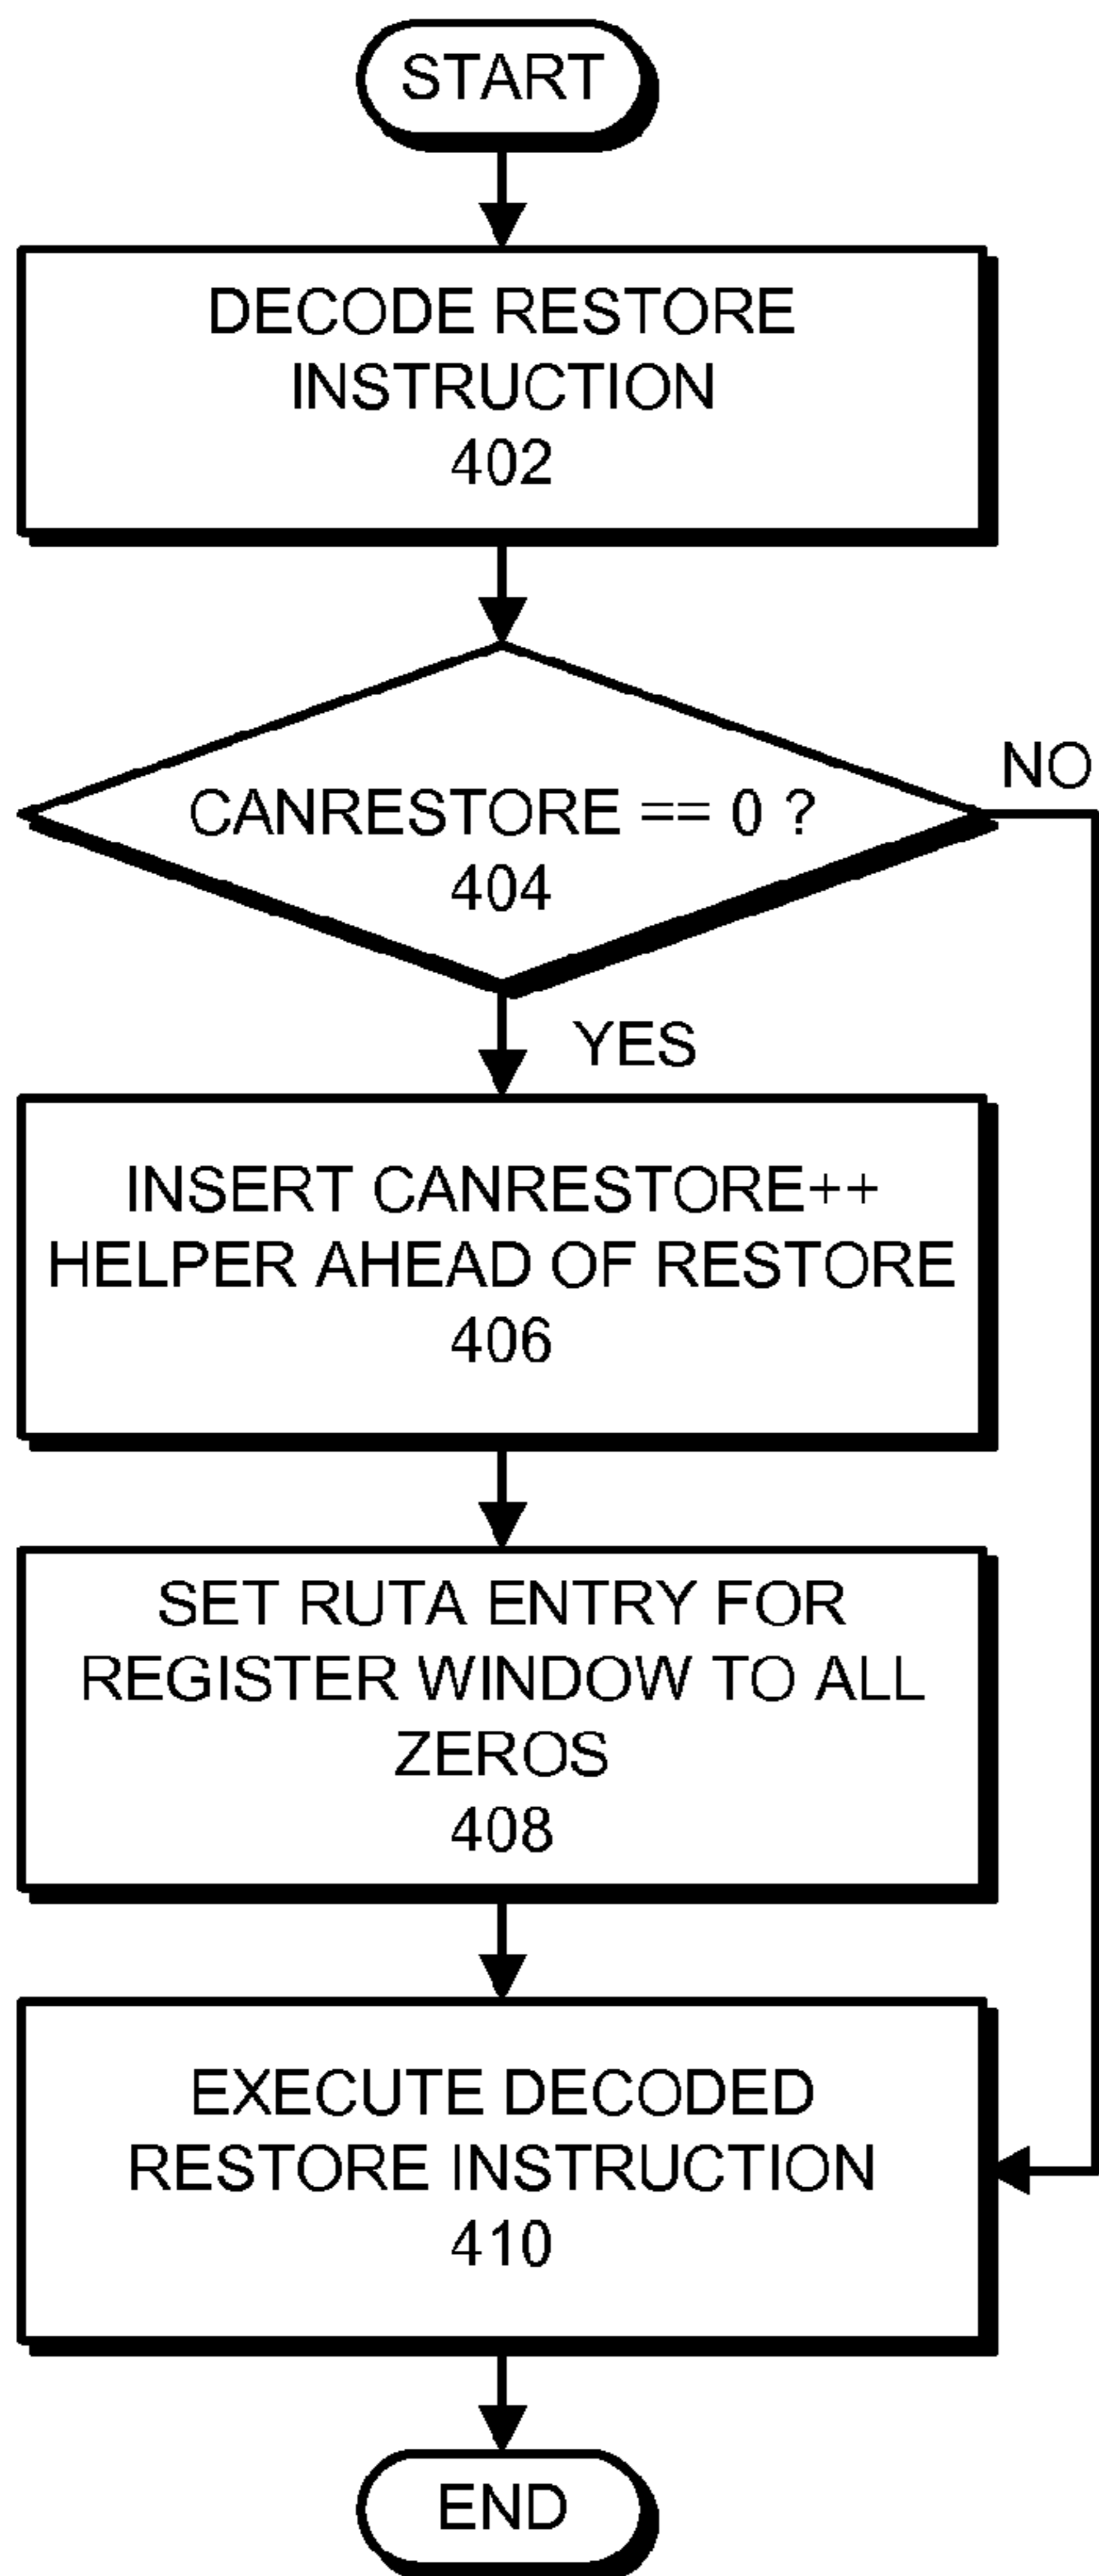 START
DECODE RESTORE
INSTRUCTION
402
CANRESTORE == 0 ?
404
NO
YES
INSERT CANRESTORE++
HELPER AHEAD OF RESTORE
406
SET RUTA ENTRY FOR
REGISTER WINDOW TO ALL
ZEROS
408
EXECUTE DECODED
RESTORE INSTRUCTION
410
END